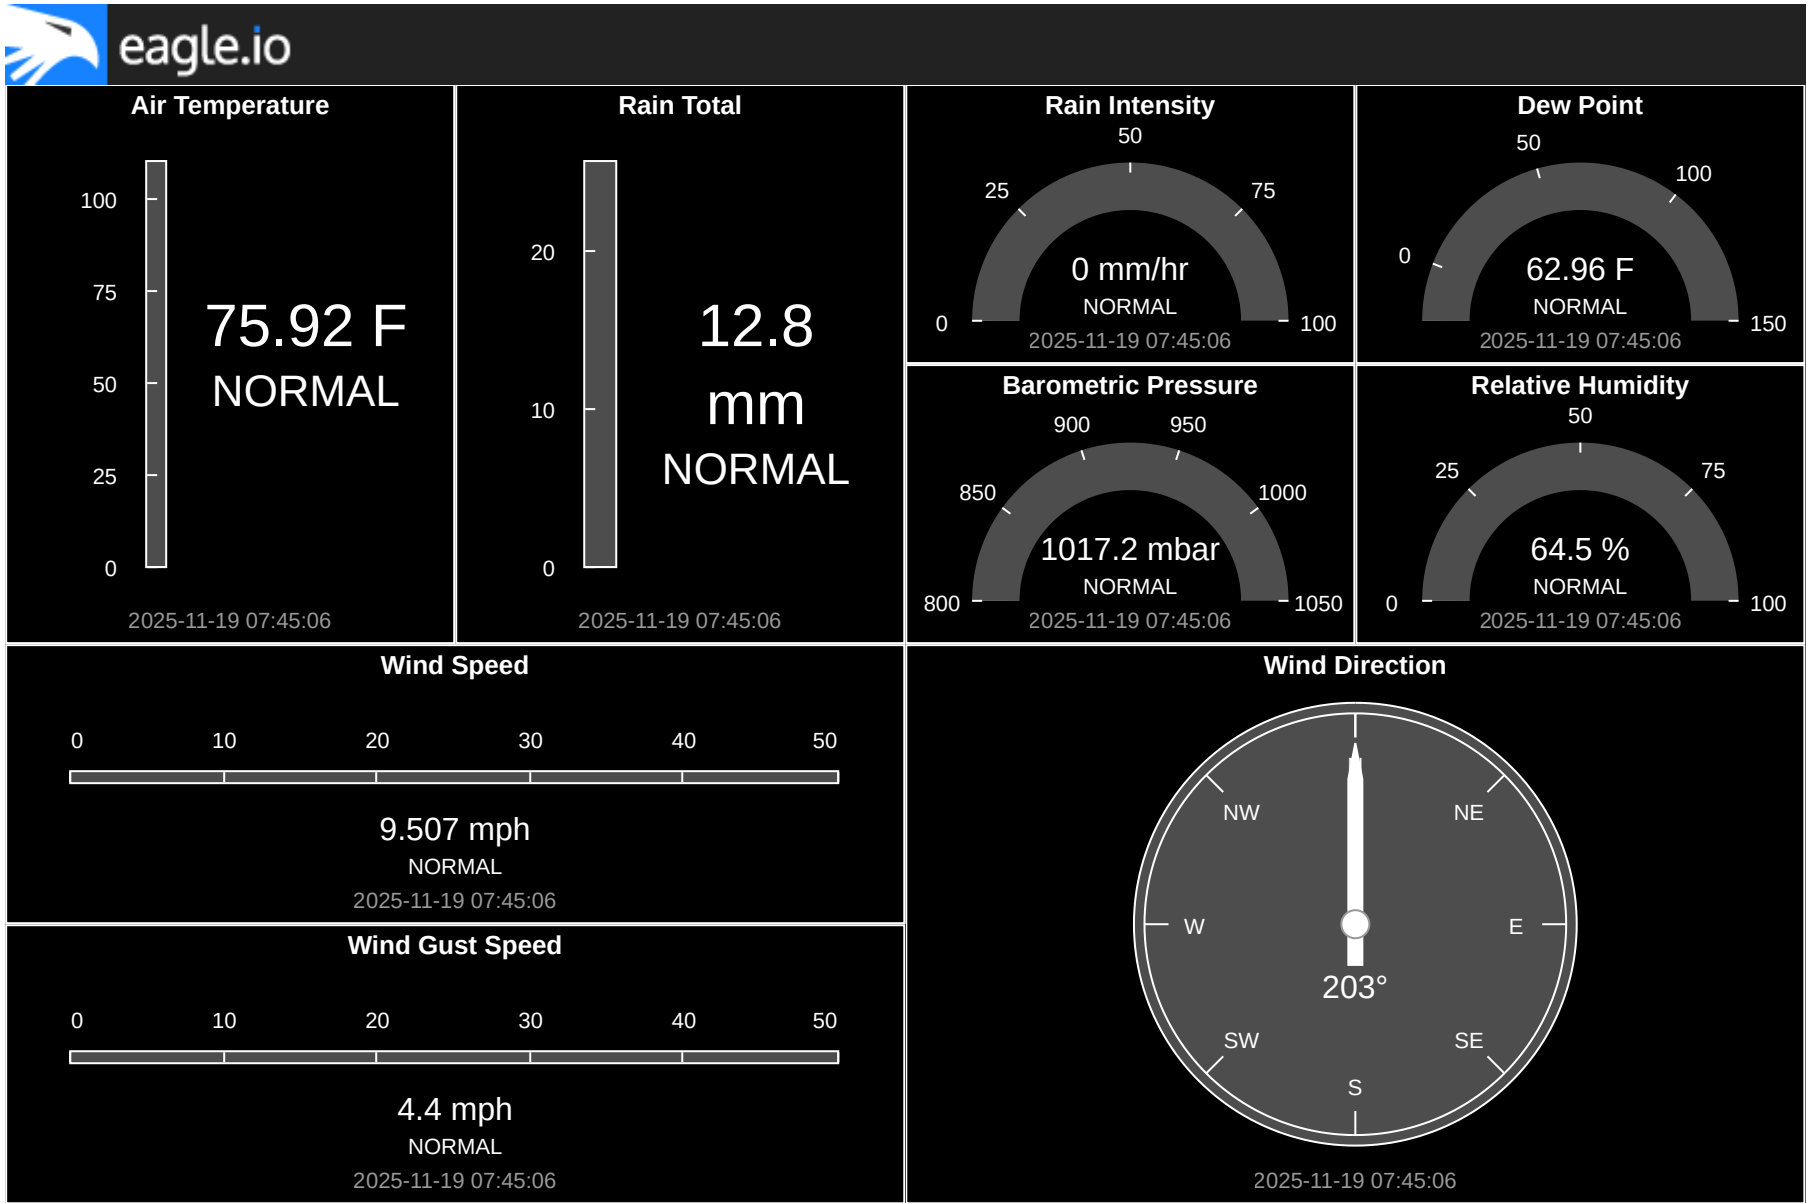 eagle.io
Air Temperature
100
75
50
25
0
75.92 F
NORMAL
2025-11-19 07:45:06
Rain Total
20
10
0
12.8
mm
NORMAL
2025-11-19 07:45:06
Rain Intensity
0
25
50
75
100
0 mm/hr
NORMAL
2025-11-19 07:45:06
Dew Point
0
50
100
150
62.96 F
NORMAL
2025-11-19 07:45:06
Barometric Pressure
800
850
900
950
1000
1050
1017.2 mbar
NORMAL
2025-11-19 07:45:06
Relative Humidity
0
25
50
75
100
64.5 %
NORMAL
2025-11-19 07:45:06
Wind Speed
0 10 20 30 40 50
9.507 mph
NORMAL
2025-11-19 07:45:06
Wind Gust Speed
0 10 20 30 40 50
4.4 mph
NORMAL
2025-11-19 07:45:06
Wind Direction
NW NE
W E
203°
SW SE
S
2025-11-19 07:45:06